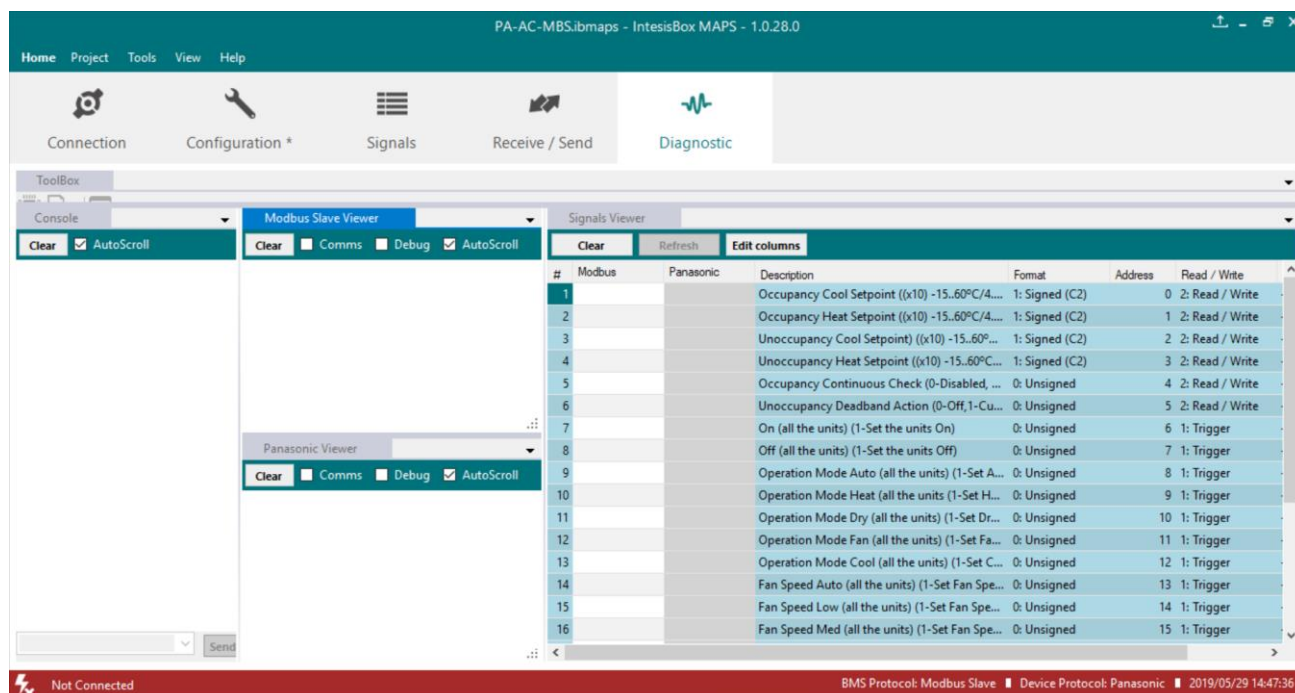 PA-AC-MBS.ibmaps - IntesisBox MAPS - 1.0.28.0
Home Project Tools View Help
Connection Configuration * Signals Receive / Send Diagnostic
ToolBox
Console
Clear AutoScroll
Send
Modbus Slave Viewer
Clear Comms Debug AutoScroll
Panasonic Viewer
Clear Comms Debug AutoScroll
Signals Viewer
Clear Refresh Edit columns
# Modbus Panasonic Description Format Address Read / Write
1 Occupancy Cool Setpoint ((x10) -15..60ºC/4.... 1: Signed (C2) 0 2: Read / Write
2 Occupancy Heat Setpoint ((x10) -15..60ºC/4.... 1: Signed (C2) 1 2: Read / Write
3 Unoccupancy Cool Setpoint) ((x10) -15..60º... 1: Signed (C2) 2 2: Read / Write
4 Unoccupancy Heat Setpoint ((x10) -15..60ºC... 1: Signed (C2) 3 2: Read / Write
5 Occupancy Continuous Check (0-Disabled, ... 0: Unsigned 4 2: Read / Write
6 Unoccupancy Deadband Action (0-Off,1-Cu... 0: Unsigned 5 2: Read / Write
7 On (all the units) (1-Set the units On) 0: Unsigned 6 1: Trigger
8 Off (all the units) (1-Set the units Off) 0: Unsigned 7 1: Trigger
9 Operation Mode Auto (all the units) (1-Set A... 0: Unsigned 8 1: Trigger
10 Operation Mode Heat (all the units (1-Set H... 0: Unsigned 9 1: Trigger
11 Operation Mode Dry (all the units) (1-Set Dr... 0: Unsigned 10 1: Trigger
12 Operation Mode Fan (all the units) (1-Set Fa... 0: Unsigned 11 1: Trigger
13 Operation Mode Cool (all the units) (1-Set C... 0: Unsigned 12 1: Trigger
14 Fan Speed Auto (all the units) (1-Set Fan Spe... 0: Unsigned 13 1: Trigger
15 Fan Speed Low (all the units) (1-Set Fan Spe... 0: Unsigned 14 1: Trigger
16 Fan Speed Med (all the units) (1-Set Fan Spe... 0: Unsigned 15 1: Trigger
Not Connected BMS Protocol: Modbus Slave Device Protocol: Panasonic 2019/05/29 14:47:36